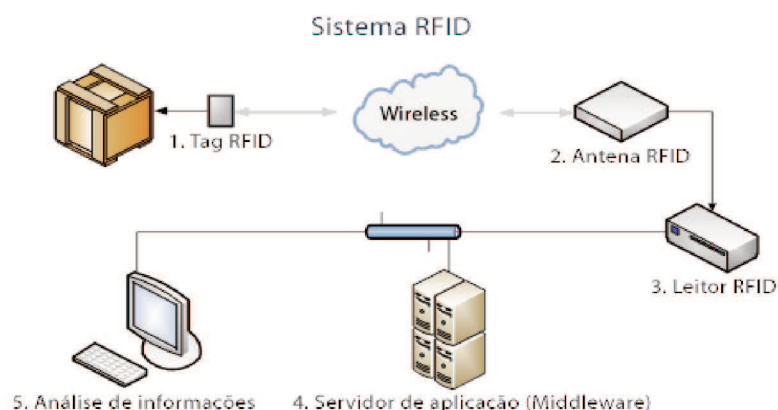 Sistema RFID
Wireless
1. Tag RFID
2. Antena RFID
3. Leitor RFID
5. Análise de informações
4. Servidor de aplicação (Middleware)